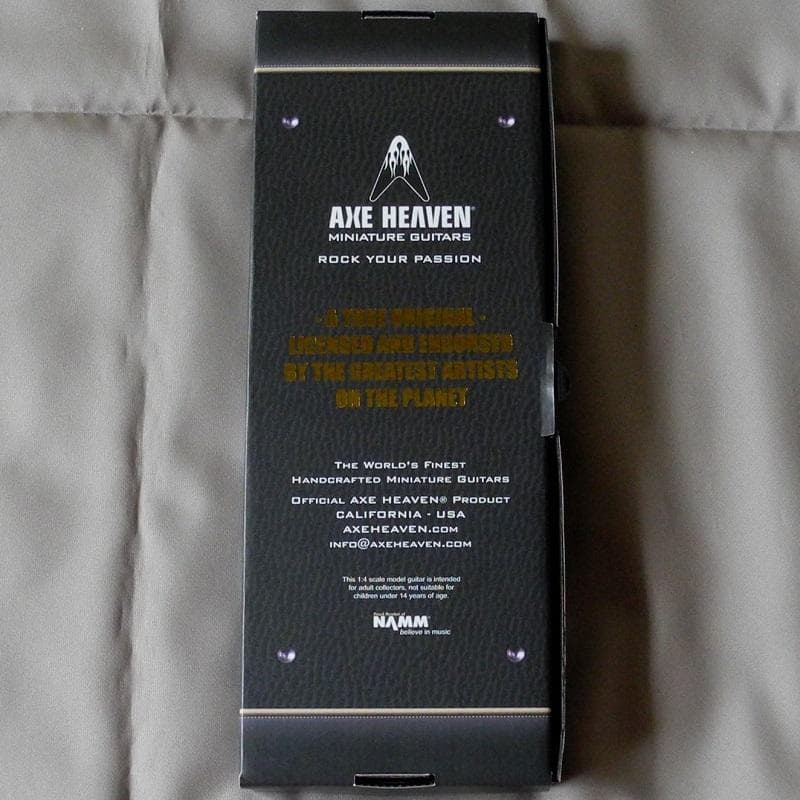 AXE HEAVEN®
MINIATURE GUITARS
ROCK YOUR PASSION
- A TRUE ORIGINAL -
LICENSED AND ENDORSED
BY THE GREATEST ARTISTS
ON THE PLANET
THE WORLD'S FINEST
HANDCRAFTED MINIATURE GUITARS
OFFICIAL AXE HEAVEN® PRODUCT
CALIFORNIA - USA
AXEHEAVEN.COM
INFO@AXEHEAVEN.COM
This 1:4 scale model guitar is intended
for adult collectors, not suitable for
children under 14 years of age.
Proud Member of
NAMM
believe in music